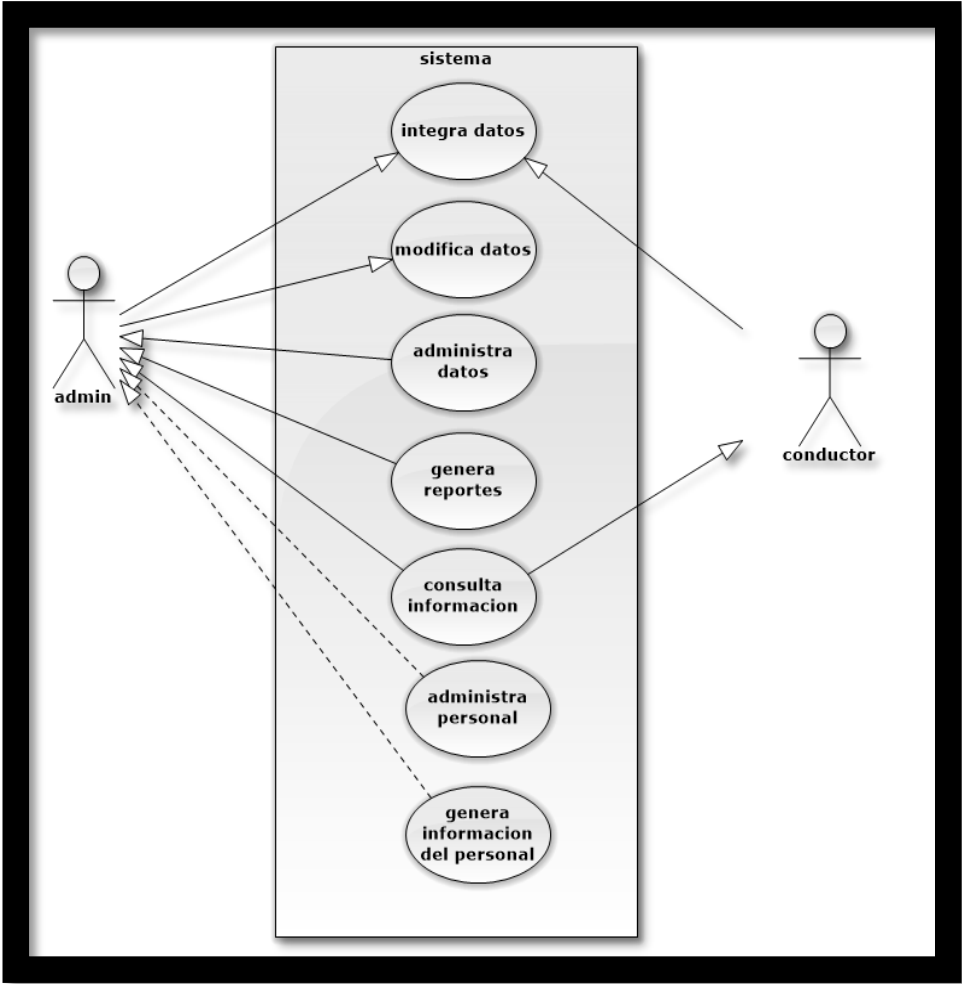 sistema
integra datos
modifica datos
admin
administra
datos
conductor
genera
reportes
consulta
informacion
administra
personal
genera
informacion
del personal